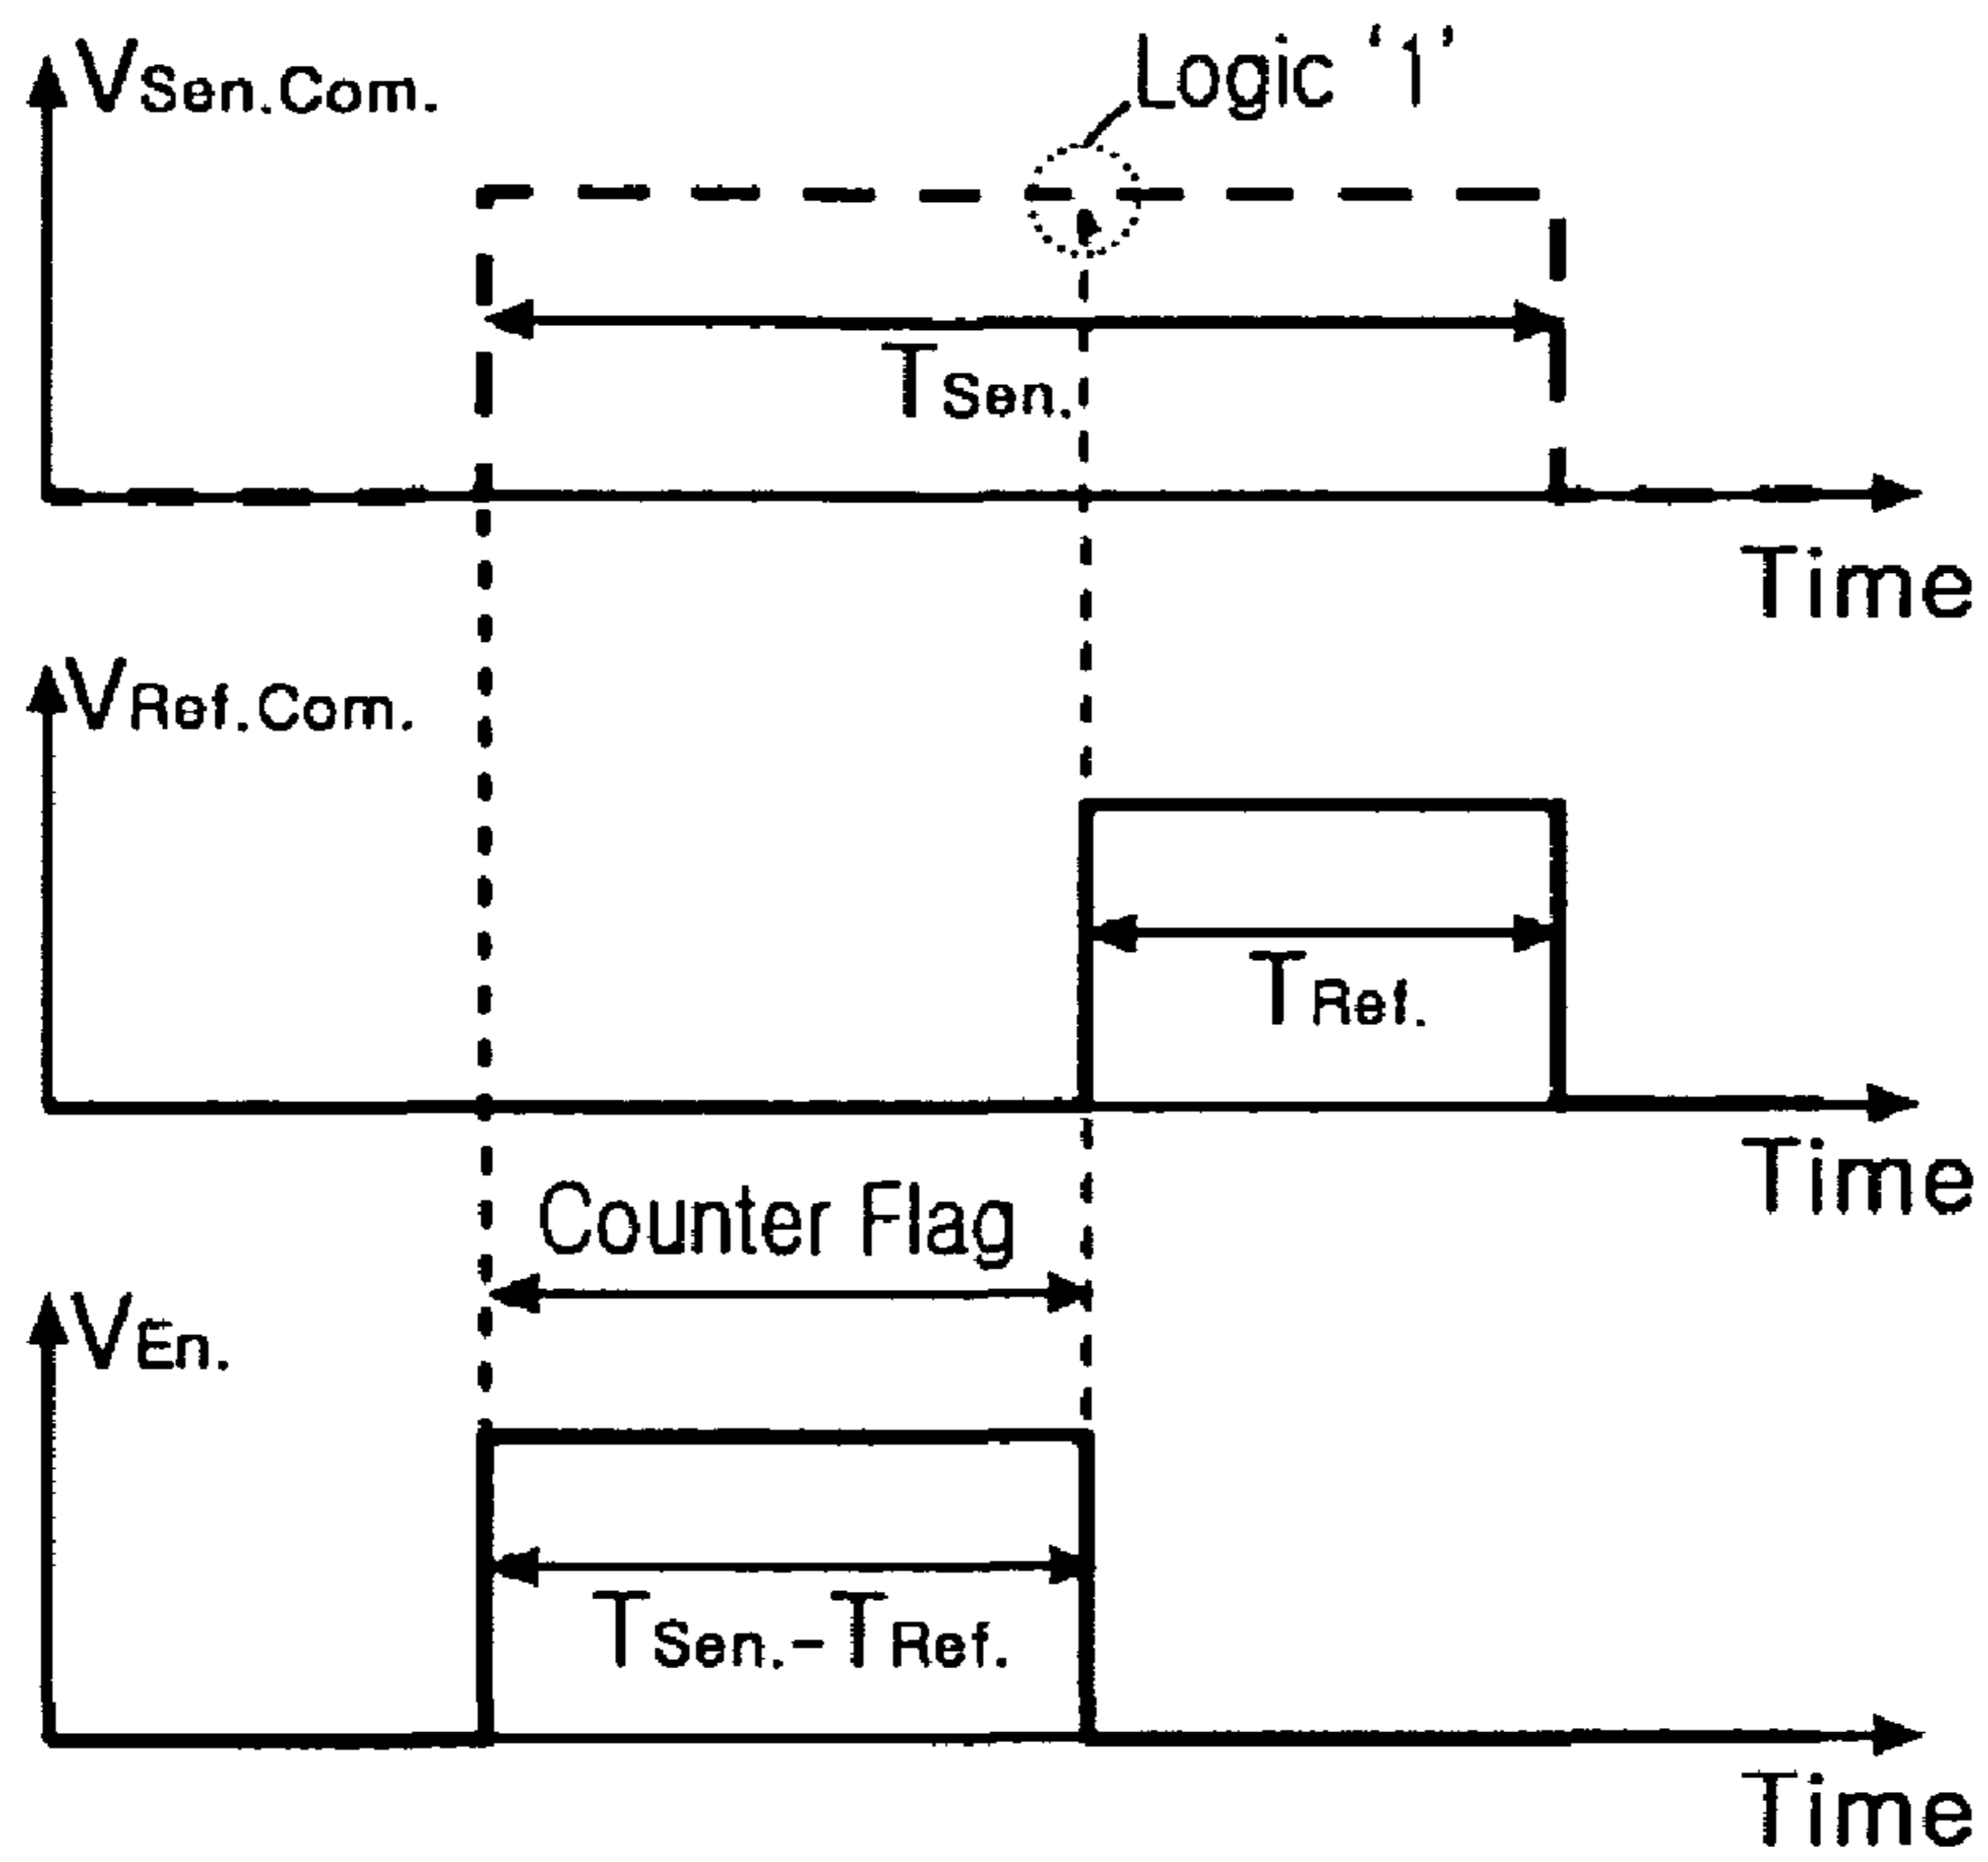 VSen.Com.
Logic '1'
TSen.
Time
VRef.Com.
TRef.
Time
Counter Flag
VEn.
TSen.-TRef.
Time